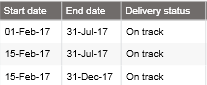 Start date End date Delivery status
01-Feb-17 31-Jul-17 On track
15-Feb-17 31-Jul-17 On track
15-Feb-17 31-Dec-17 On track